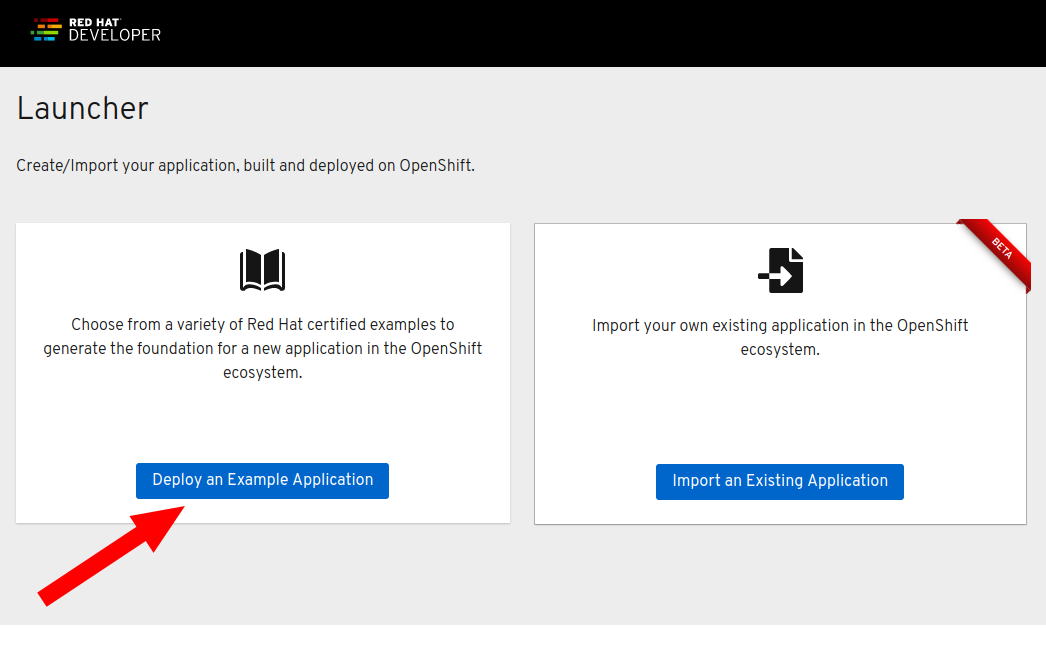 RED HAT
DEVELOPER
Launcher
Create/Import your application, built and deployed on OpenShift.
Choose from a variety of Red Hat certified examples to
generate the foundation for a new application in the OpenShift
ecosystem.
Deploy an Example Application
BETA
Import your own existing application in the OpenShift
ecosystem.
Import an Existing Application